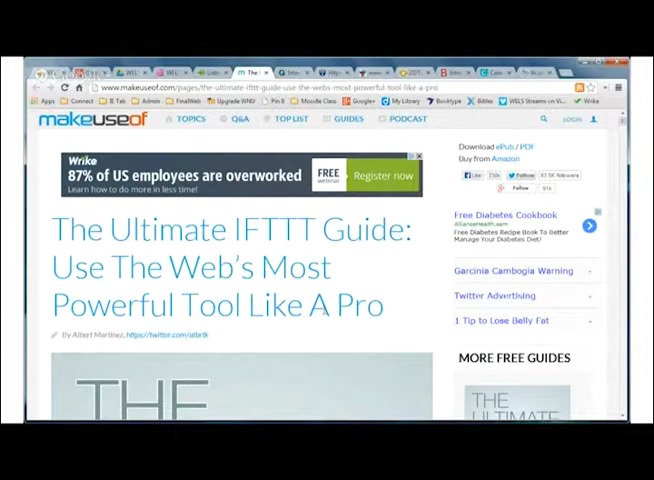 www.makeuseof.com/pages/the-ultimate-ifttt-guide-use-the-webs-most-powerful-tool-like-a-pro
Apps Connect IE Tab Admin FinalWeb Upgrade WNU Pin It Moodle Class Google+ My Library Booktype Bibles WELS Streams on Vi... Wrike
makeuseof TOPICS Q&A TOP LIST GUIDES PODCAST LOGIN
Download ePub / PDF
Buy from Amazon
Like Follow
Follow
Wrike
87% of US employees are overworked
Learn how to do more in less time!
FREE
webinar
Register now
The Ultimate IFTTT Guide:
Use The Web's Most
Powerful Tool Like A Pro
By Albert Martinez, https://twitter.com/albrtk
Free Diabetes Cookbook
AllianceHealth.com
Free Diabetes Recipe Book To Better
Manage Your Diabetes Diet!
Garcinia Cambogia Warning
Twitter Advertising
1 Tip to Lose Belly Fat
MORE FREE GUIDES
THE
THE
ULTIMATE